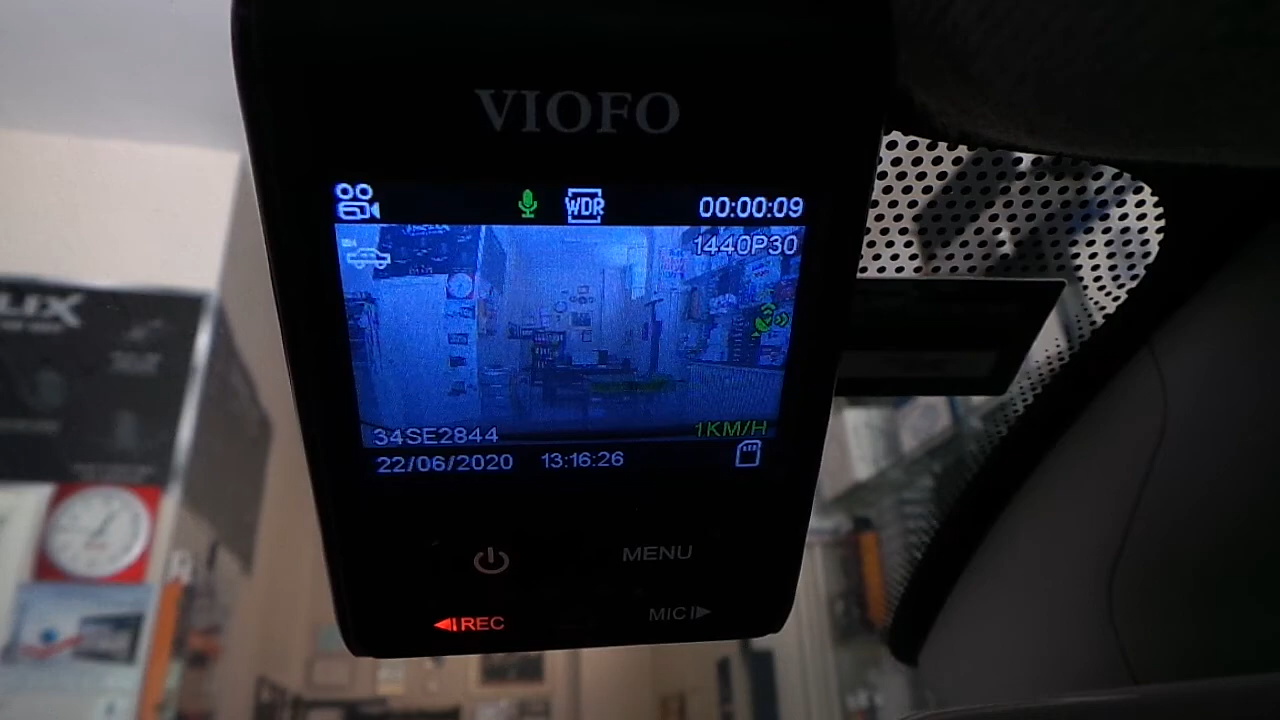 VIOFO
WDR 00:00:09
1440P30
34SE2844 1KM/H
22/06/2020 13:16:26
MENU
REC MIC